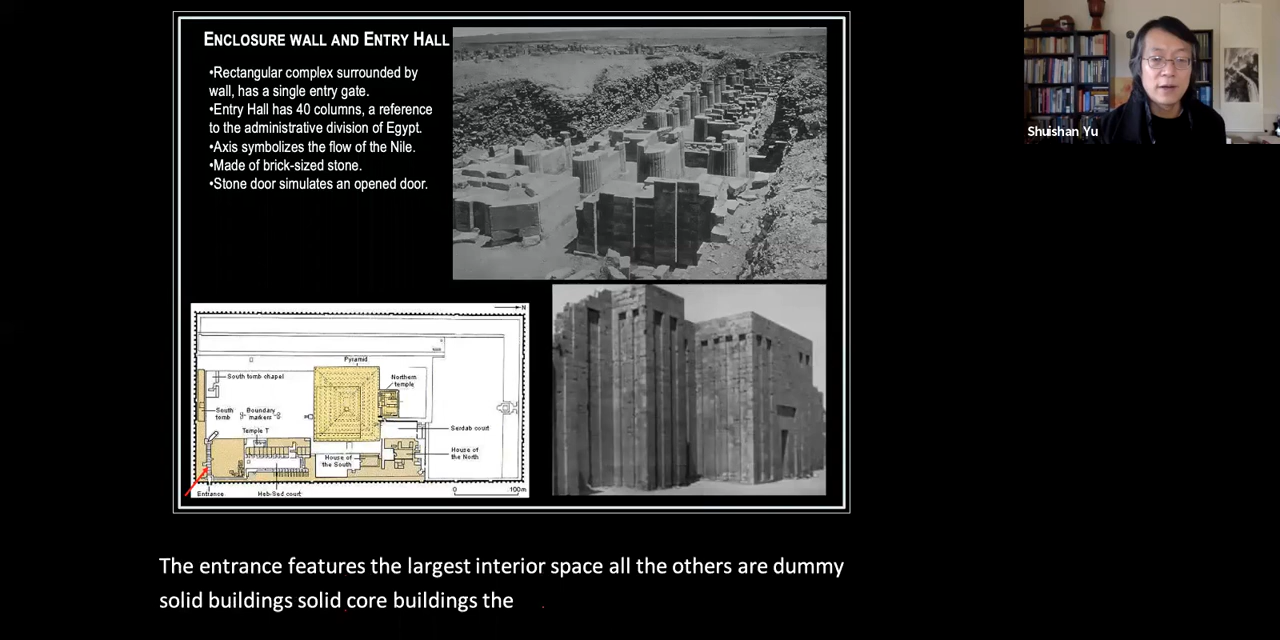 ENCLOSURE WALL AND ENTRY HALL
•Rectangular complex surrounded by
wall, has a single entry gate.
•Entry Hall has 40 columns, a reference
to the administrative division of Egypt.
•Axis symbolizes the flow of the Nile.
•Made of brick-sized stone.
•Stone door simulates an opened door.
Shuishan Yu
N
Pyramid
South tomb chapel
Northern
temple
South
tomb
Boundary
markers
Temple T
Serdab court
House of
the South
House of
the North
Entrance
Heb-Sed court
0 100m
The entrance features the largest interior space all the others are dummy
solid buildings solid core buildings the